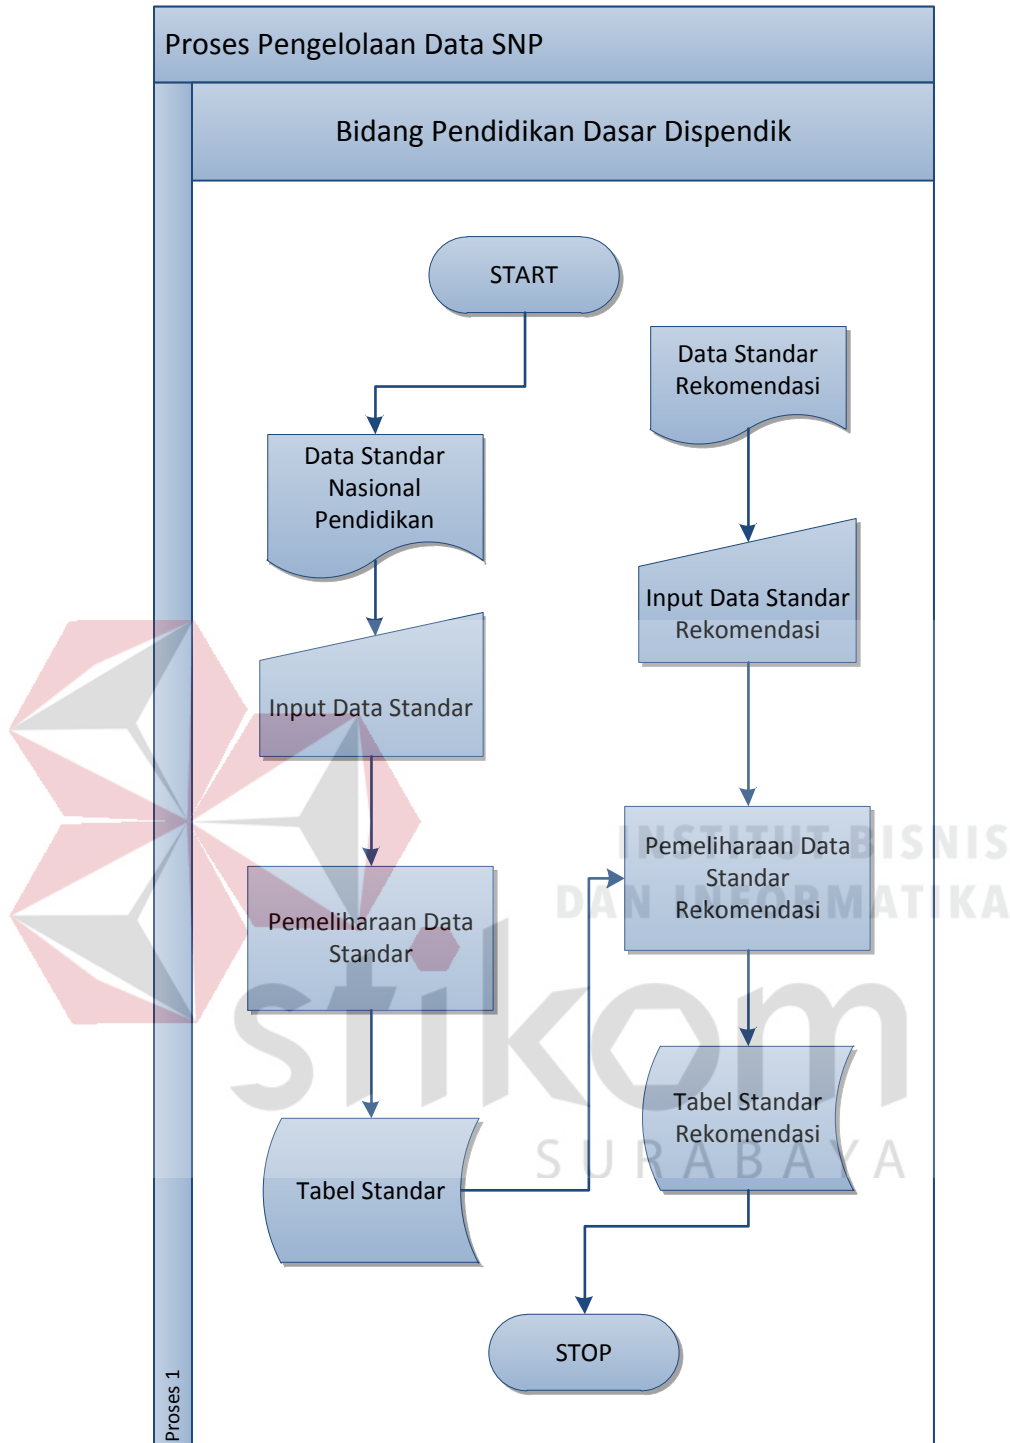 Proses Pengelolaan Data SNP
Bidang Pendidikan Dasar Dispendik
START
Data Standar
Nasional
Pendidikan
Input Data Standar
Pemeliharaan Data
Standar
Tabel Standar
Data Standar
Rekomendasi
Input Data Standar
Rekomendasi
Pemeliharaan Data
Standar
Rekomendasi
Tabel Standar
Rekomendasi
STOP
Proses 1
INSTITUT BISNIS
DAN INFORMATIKA
stikom
SURABAYA